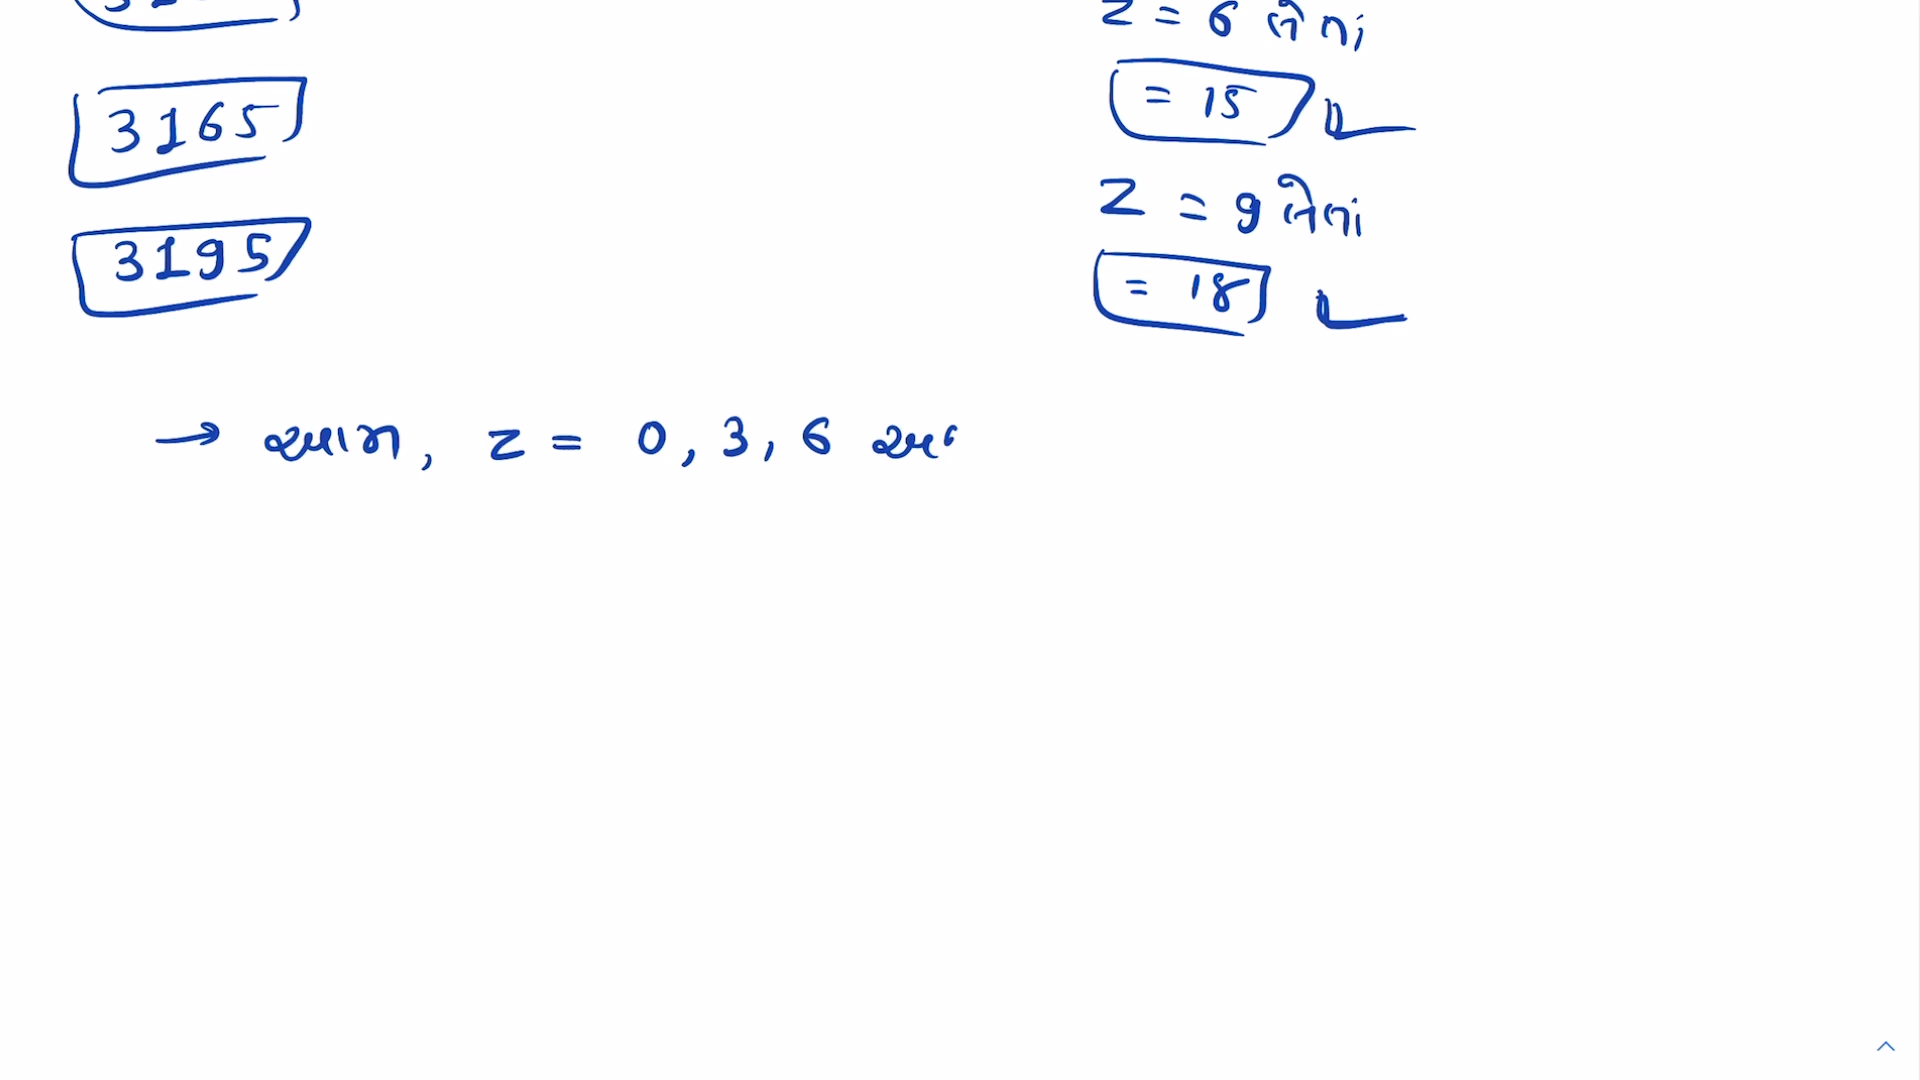 3165
3195
z = 6 લેતાં
= 15
z = 9 લેતાં
= 18
→ આમ, z = 0, 3, 6